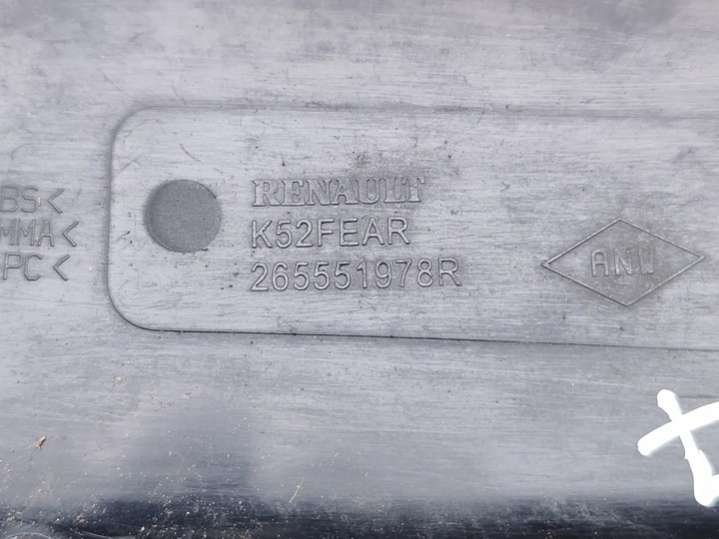 RENAULT
K52FEAR
265551978R
ANW
BS<
MMA<
PC<